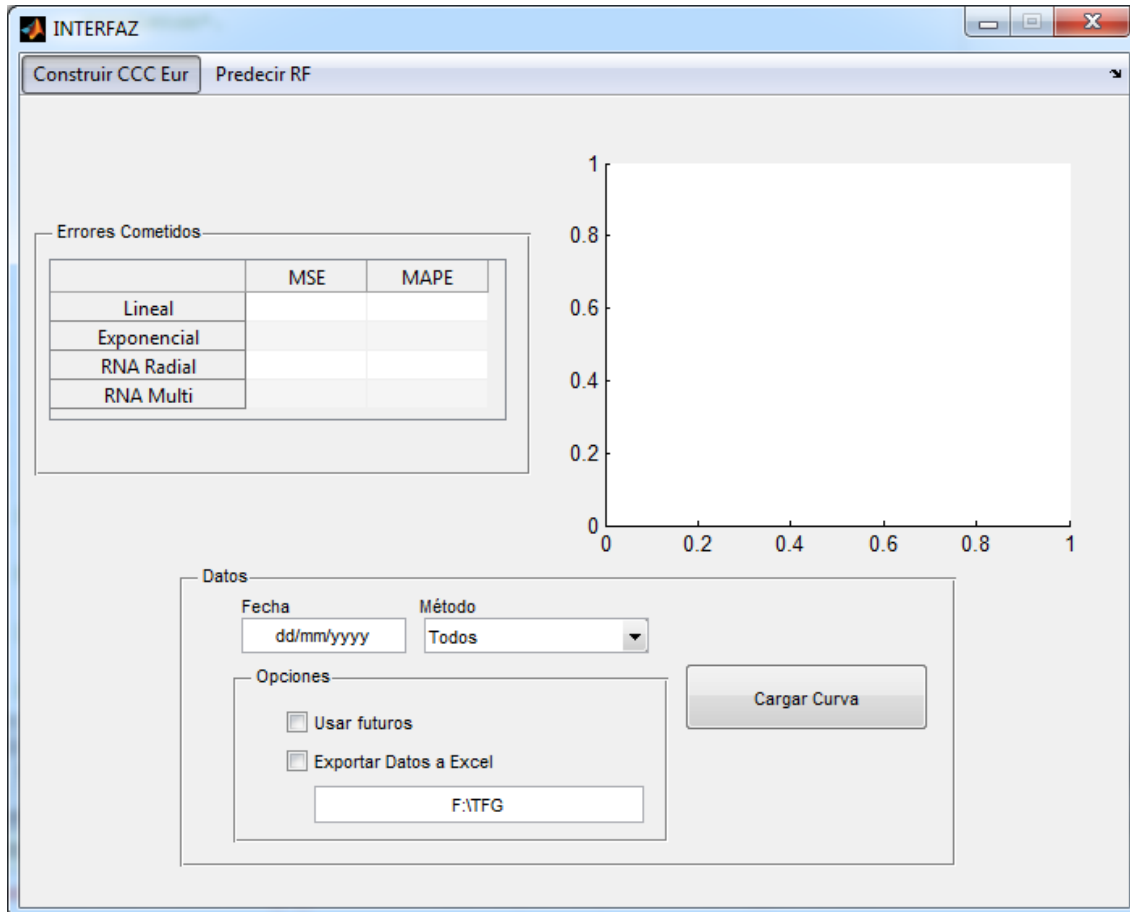 INTERFAZ
Construir CCC Eur Predecir RF
Errores Cometidos
MSE MAPE
Lineal
Exponencial
RNA Radial
RNA Multi
1
0.8
0.6
0.4
0.2
0
0 0.2 0.4 0.6 0.8 1
Datos
Fecha Método
dd/mm/yyyy Todos
Opciones
Usar futuros
Exportar Datos a Excel
F:\TFG
Cargar Curva